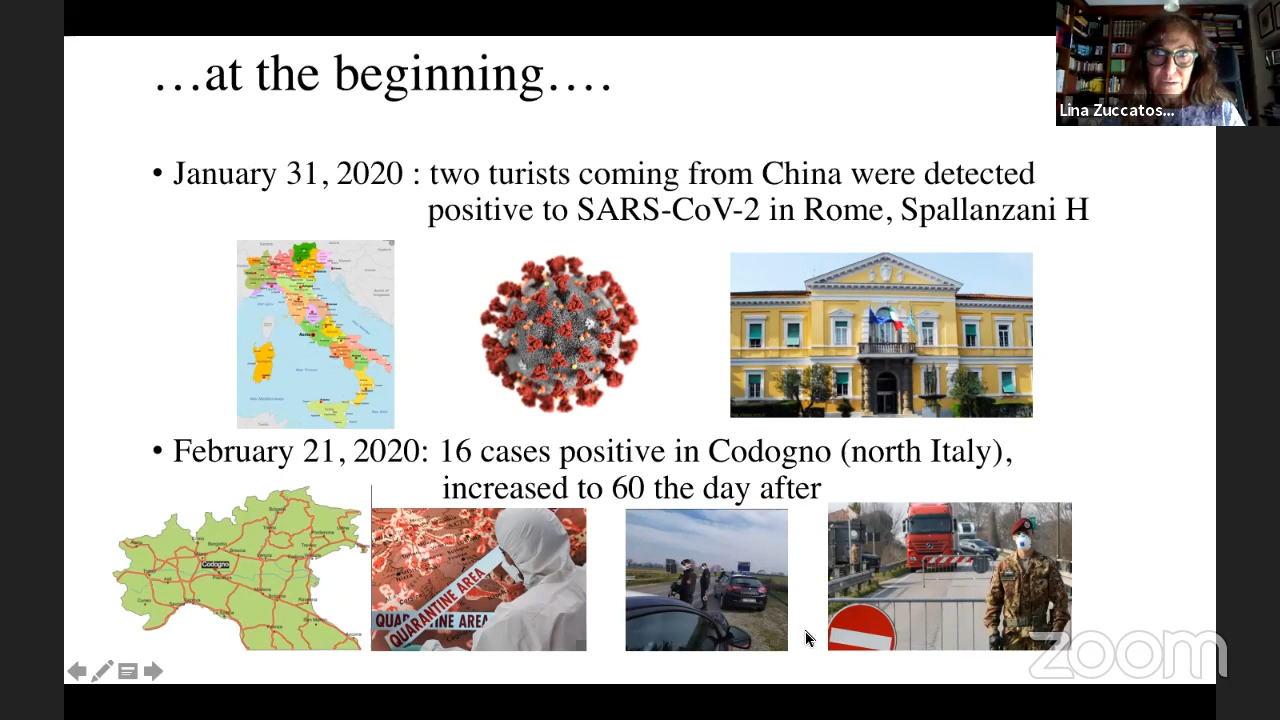 …at the beginning….
Lina Zuccatos...
• January 31, 2020 : two turists coming from China were detected
positive to SARS-CoV-2 in Rome, Spallanzani H
• February 21, 2020: 16 cases positive in Codogno (north Italy),
increased to 60 the day after
Codogno
QUARANTINE AREA
QUARANTINE AREA
zoom